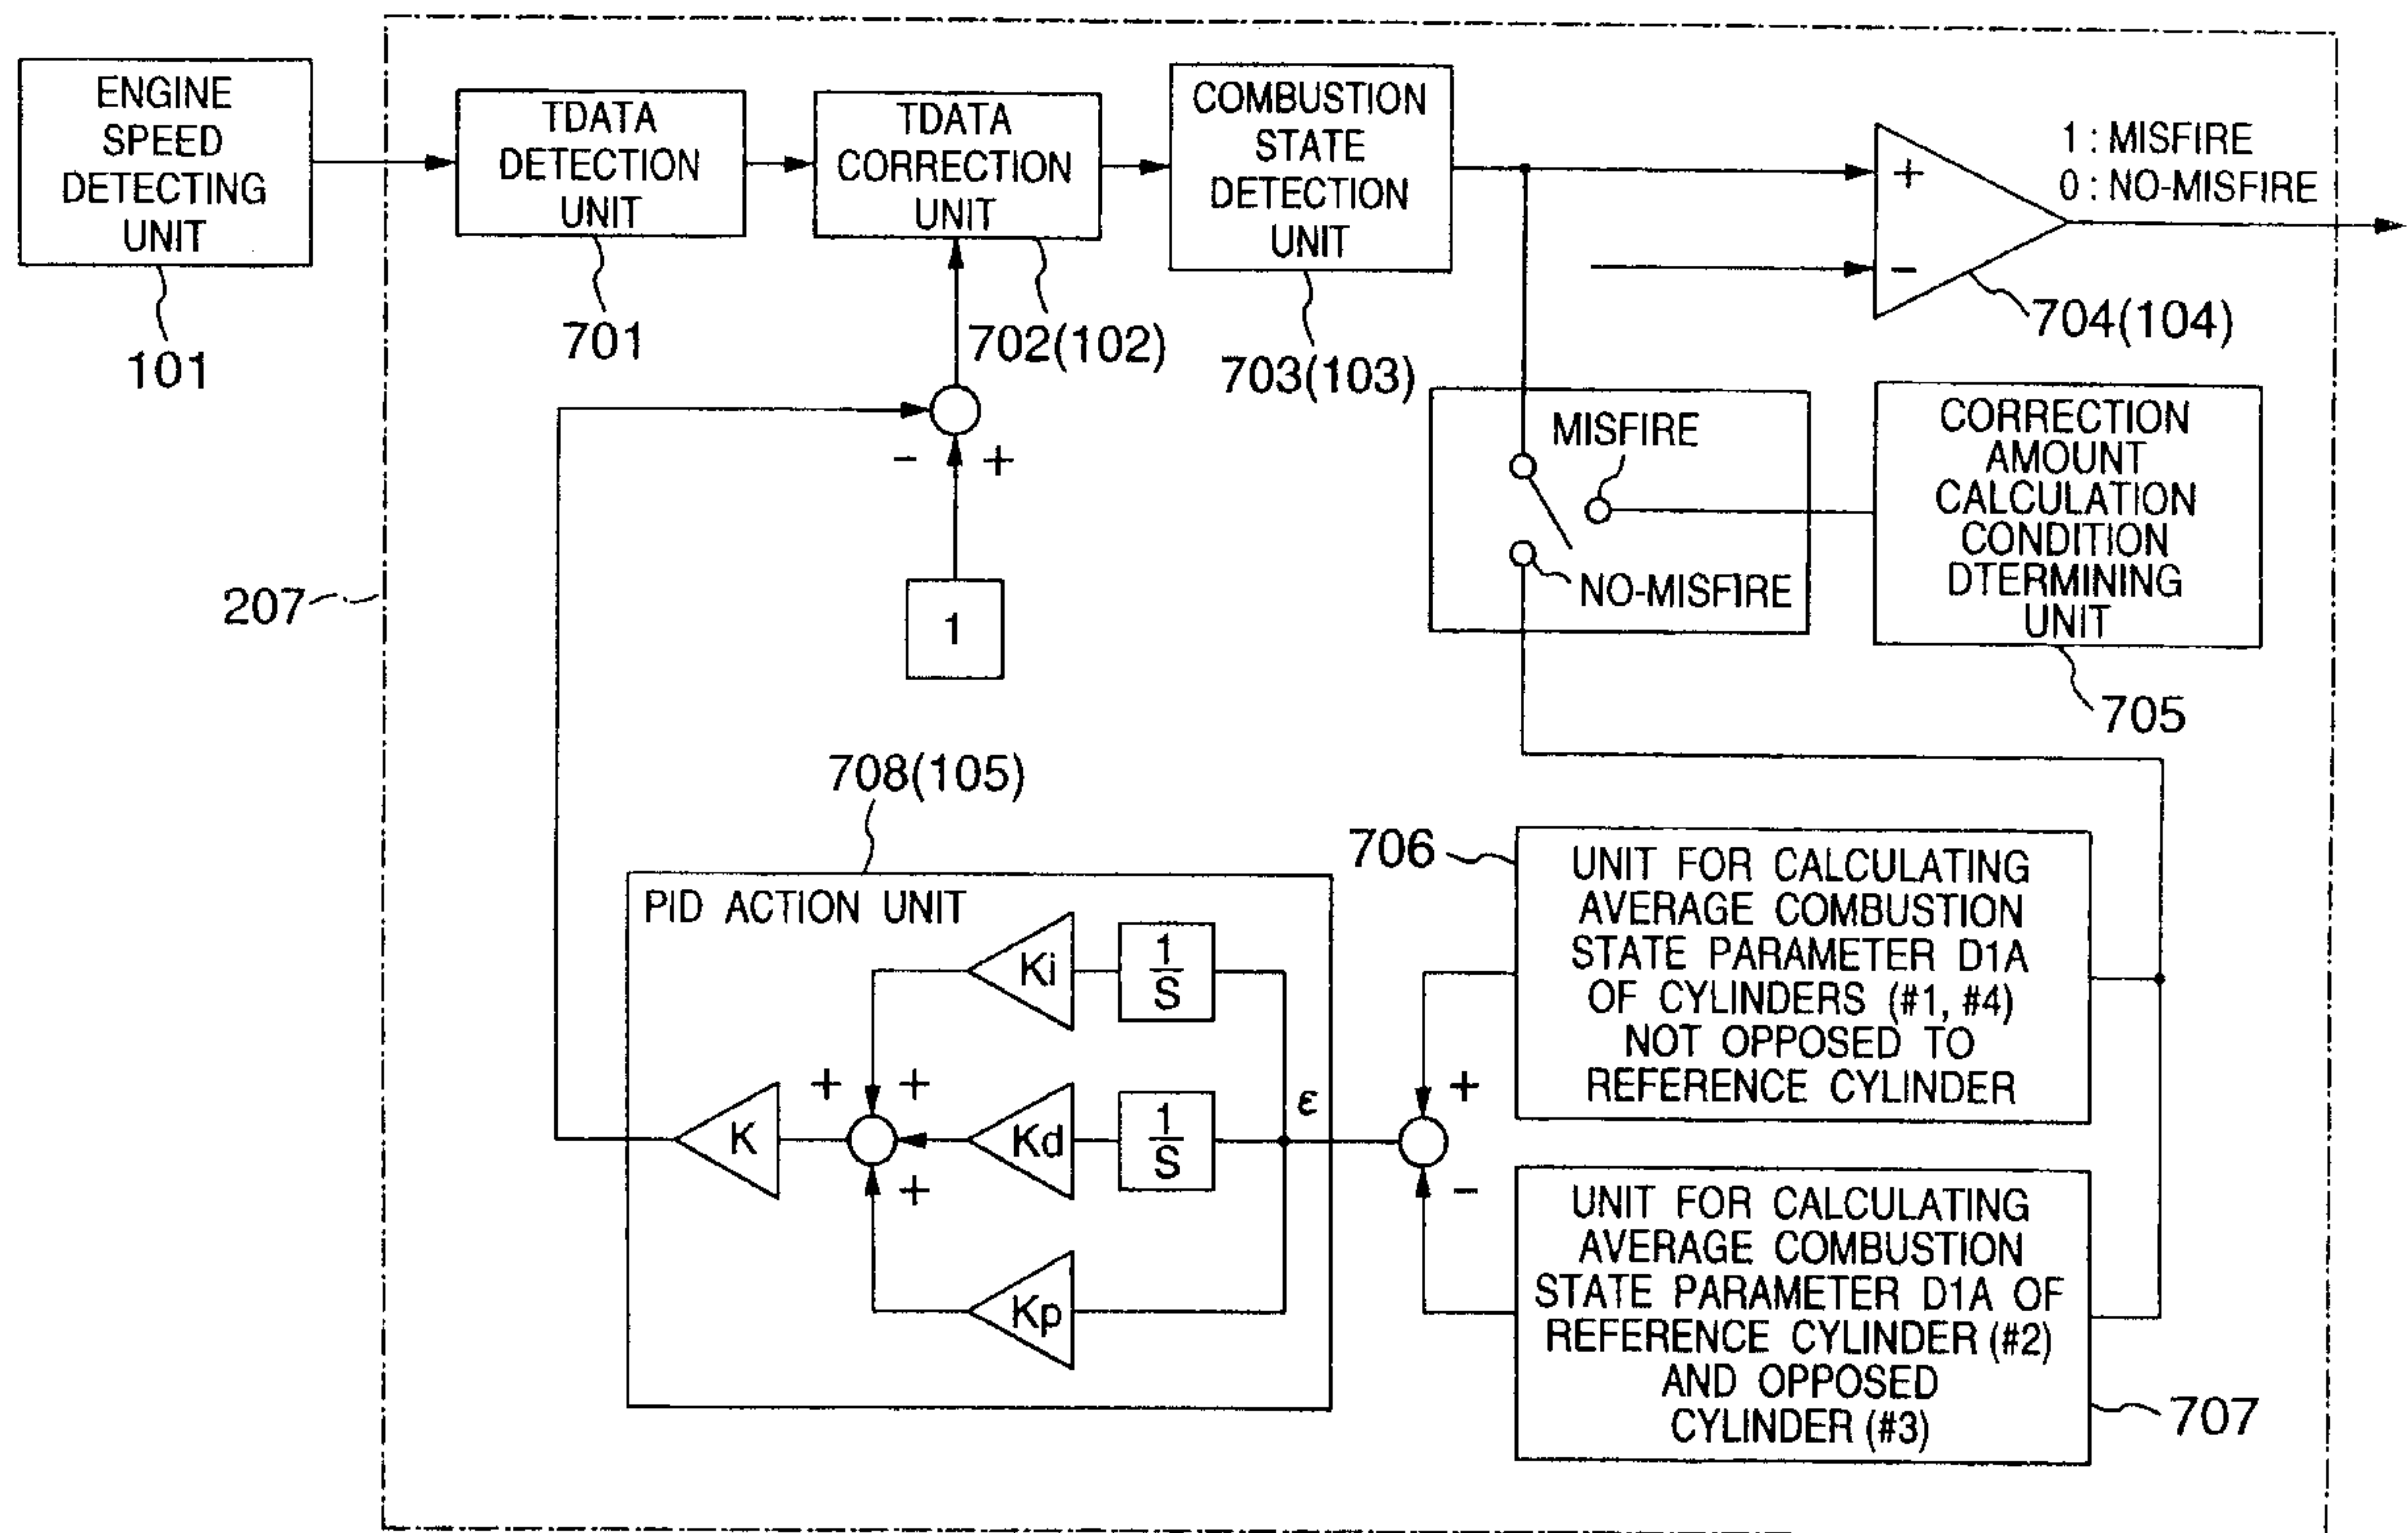 ENGINE
SPEED
DETECTING
UNIT
101
TDATA
DETECTION
UNIT
701
TDATA
CORRECTION
UNIT
702(102)
COMBUSTION
STATE
DETECTION
UNIT
703(103)
+
-
1 : MISFIRE
0 : NO-MISFIRE
704(104)
- +
1
207
MISFIRE
NO-MISFIRE
CORRECTION
AMOUNT
CALCULATION
CONDITION
DTERMINING
UNIT
705
708(105)
PID ACTION UNIT
Ki
1
S
+ +
K
Kd
1
S
ε
+
Kp
+
-
706
UNIT FOR CALCULATING
AVERAGE COMBUSTION
STATE PARAMETER D1A
OF CYLINDERS (#1, #4)
NOT OPPOSED TO
REFERENCE CYLINDER
UNIT FOR CALCULATING
AVERAGE COMBUSTION
STATE PARAMETER D1A OF
REFERENCE CYLINDER (#2)
AND OPPOSED
CYLINDER (#3)
707